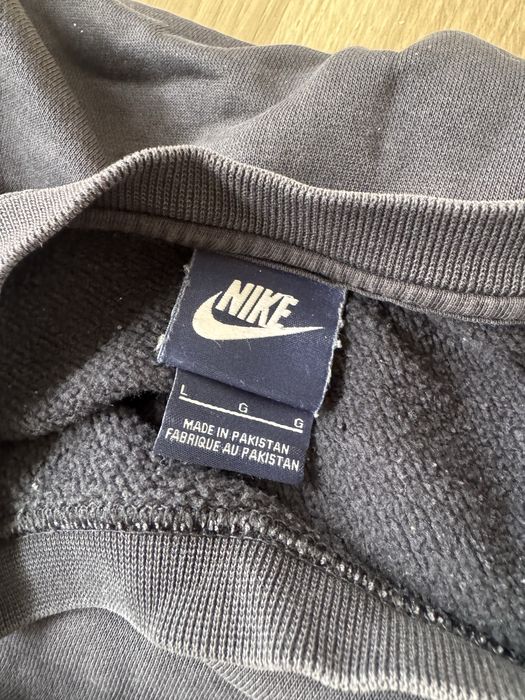 NIKE
L G G
MADE IN PAKISTAN
FABRIQUE AU PAKISTAN